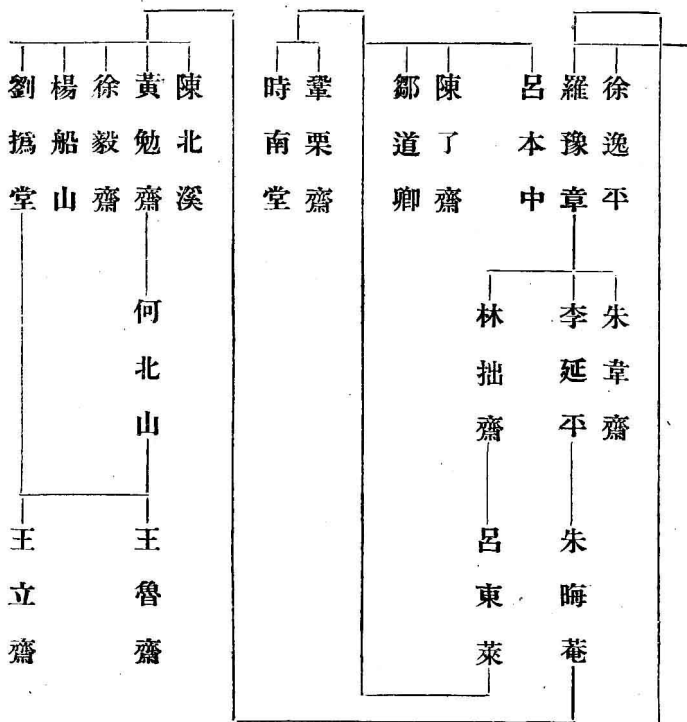 徐逸平
羅豫章
呂本中
陳了齋
鄒道卿
鞏栗齋
時南堂
陳北溪
黃勉齋
徐毅齋
楊船山
劉撝堂
朱韋齋
李延平
林拙齋
何北山
朱晦菴
呂東萊
王魯齋
王立齋